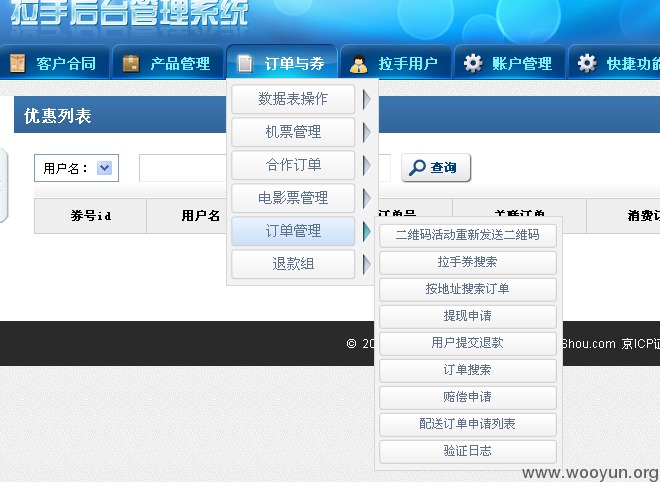 拉手后台管理系统
客户合同 产品管理 订单与券 拉手用户 账户管理 快捷功能
优惠列表
数据表操作
机票管理
用户名： 合作订单 查询
电影票管理
券号id 用户名 订单号 关联订单 消费
订单管理
二维码活动重新发送二维码
退款组
拉手券搜索
按地址搜索订单
提现申请
© 20 用户提交退款 Shou.com 京ICP证
订单搜索
赔偿申请
配送订单申请列表
验证日志
www.wooyun.org